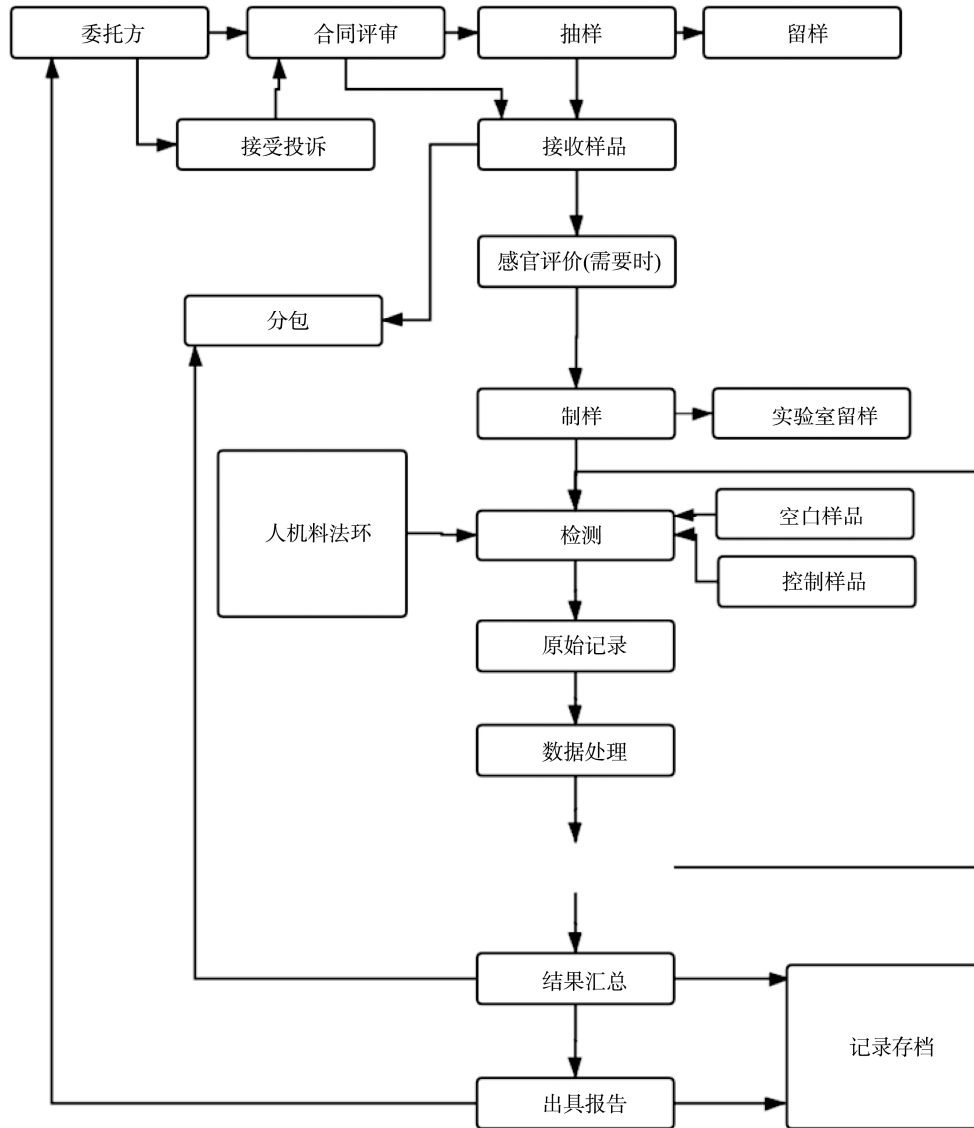 委托方
合同评审
抽样
留样
接受投诉
接收样品
感官评价(需要时)
分包
制样
实验室留样
人机料法环
检测
空白样品
控制样品
原始记录
数据处理
结果汇总
记录存档
出具报告